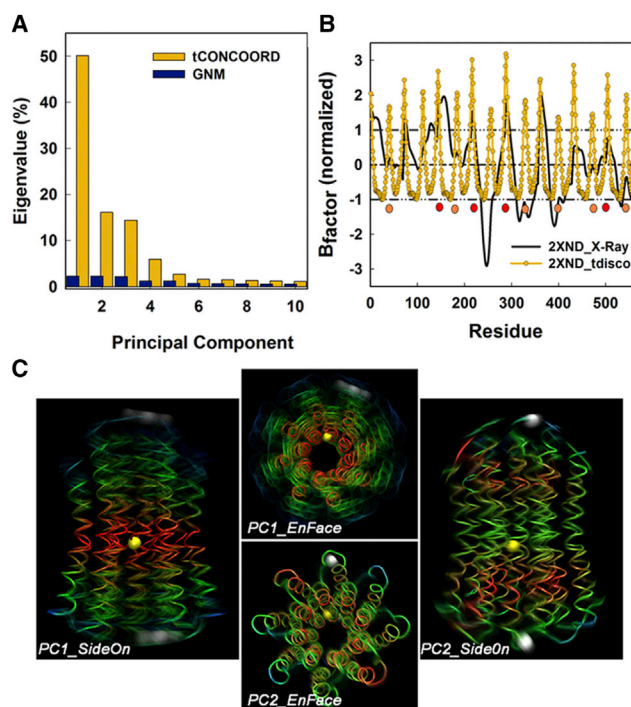 A
50
40
30
20
10
0
Eigenvalue (%)
tCONCOORD
GNM
2 4 6 8 10
Principal Component
B
3
2
1
0
-1
-2
-3
Bfactor (normalized)
2XND_X-Ray
2XND_tdisco
0 100 200 300 400 500
Residue
C
PC1_SideOn
PC1_EnFace
PC2_EnFace
PC2_Side0n